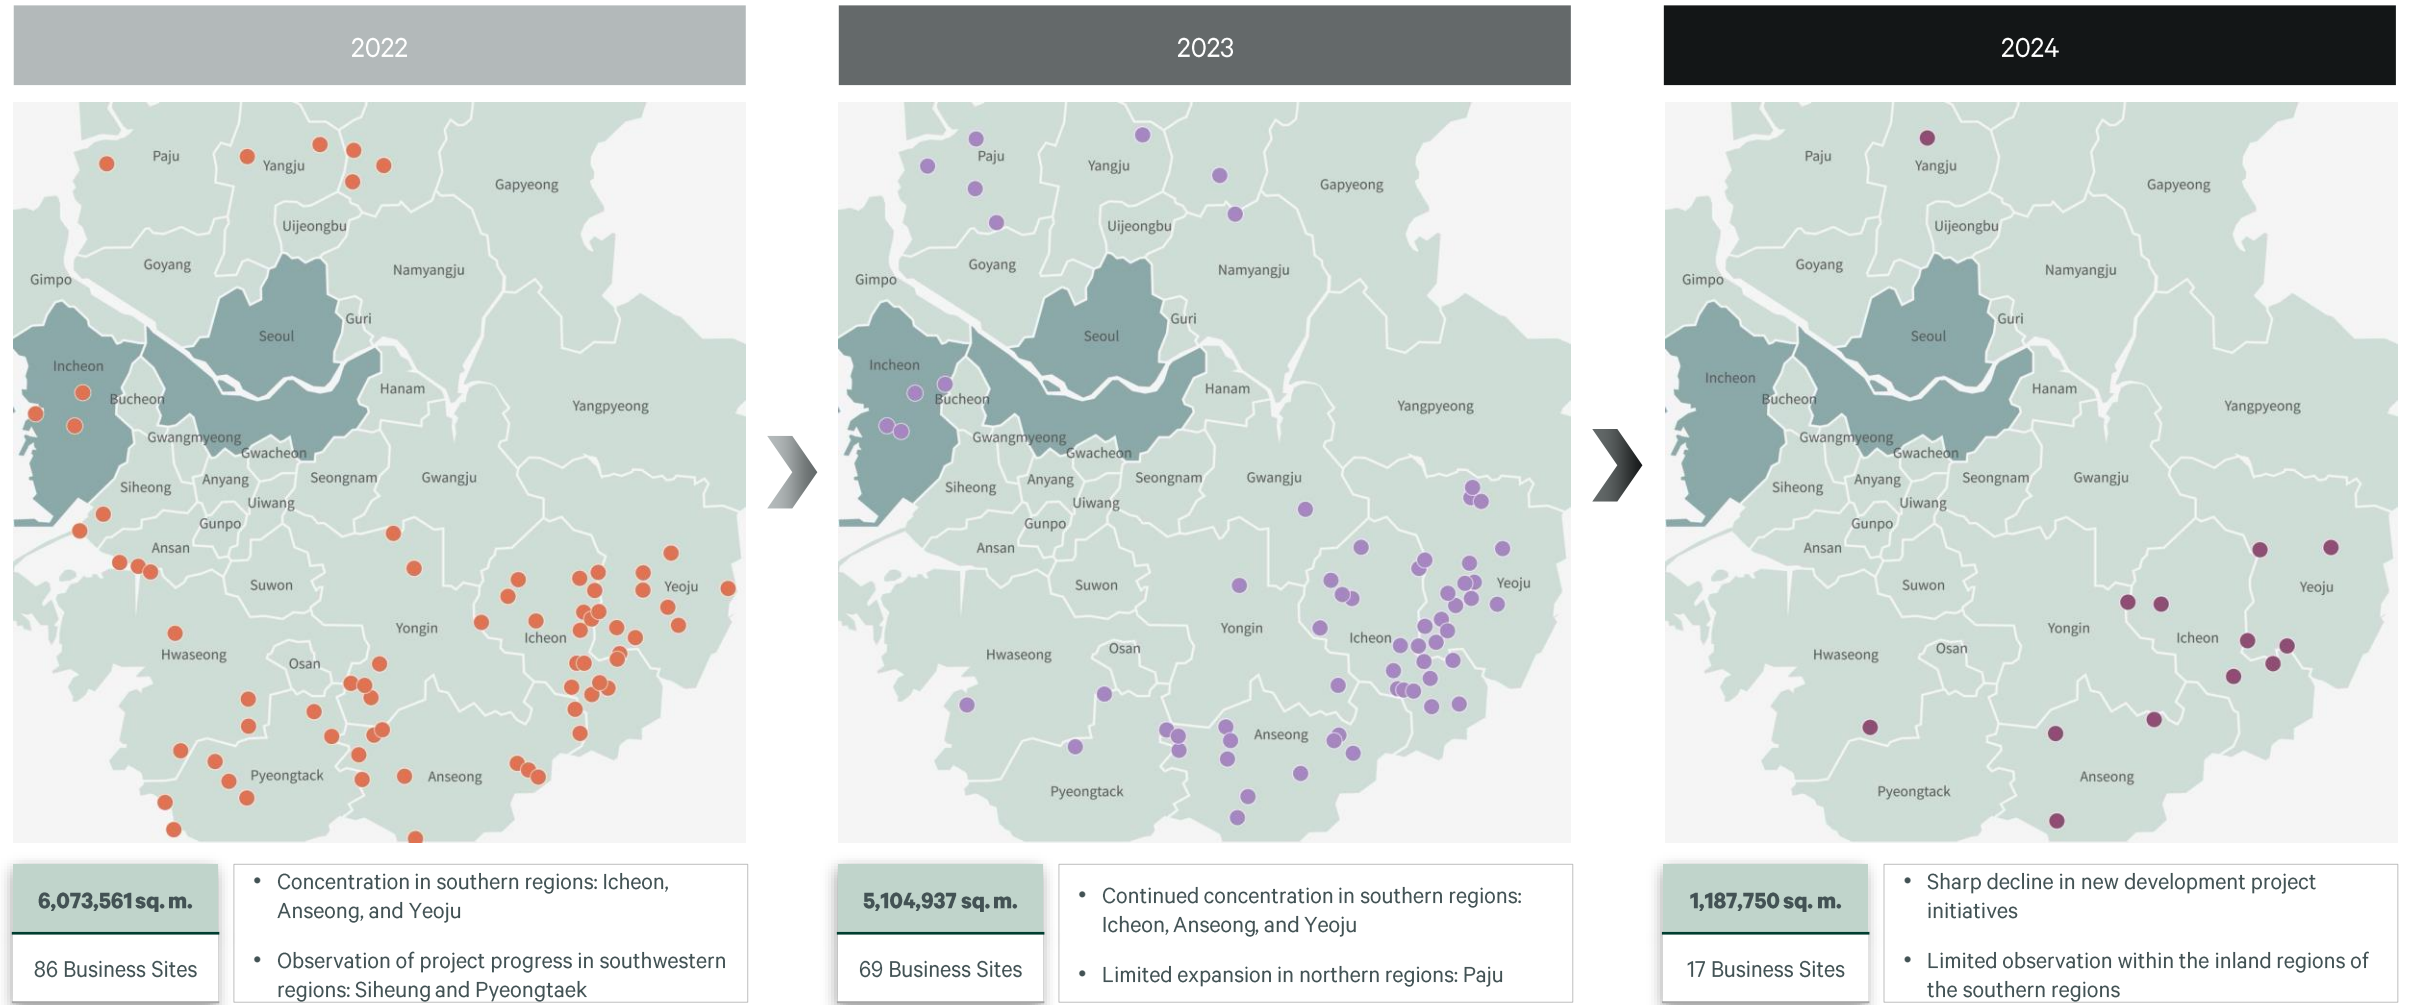 2022
2023
2024
Paju
Yangju
Gapyeong
Uijeongbu
Goyang
Namyangju
Gimpo
Guri
Seoul
Incheon
Hanam
Bucheon
Yangpyeong
Gwangmyeong
Gwacheon
Siheong
Anyang
Seongnam
Gwangju
Uiwang
Gunpo
Ansan
Suwon
Yeoju
Yongin
Icheon
Hwaseong
Osan
Pyeongtack
Anseong
Paju
Yangju
Gapyeong
Uijeongbu
Goyang
Namyangju
Gimpo
Guri
Seoul
Incheon
Hanam
Bucheon
Yangpyeong
Gwangmyeong
Gwacheon
Siheong
Anyang
Seongnam
Gwangju
Uiwang
Gunpo
Ansan
Suwon
Yeoju
Yongin
Icheon
Osan
Hwaseong
Anseong
Pyeongtack
Paju
Yangju
Gapyeong
Uijeongbu
Goyang
Namyangju
Gimpo
Guri
Seoul
Incheon
Hanam
Bucheon
Yangpyeong
Gwangmyeong
Gwacheon
Siheong
Anyang
Seongnam
Gwangju
Uiwang
Gunpo
Ansan
Suwon
Yeoju
Yongin
Icheon
Osan
Hwaseong
Anseong
Pyeongtack
6,073,561 sq. m.
86 Business Sites
• Concentration in southern regions: Icheon,
Anseong, and Yeoju
• Observation of project progress in southwestern
regions: Siheung and Pyeongtaek
5,104,937 sq. m.
69 Business Sites
• Continued concentration in southern regions:
Icheon, Anseong, and Yeoju
• Limited expansion in northern regions: Paju
1,187,750 sq. m.
17 Business Sites
• Sharp decline in new development project
initiatives
• Limited observation within the inland regions of
the southern regions